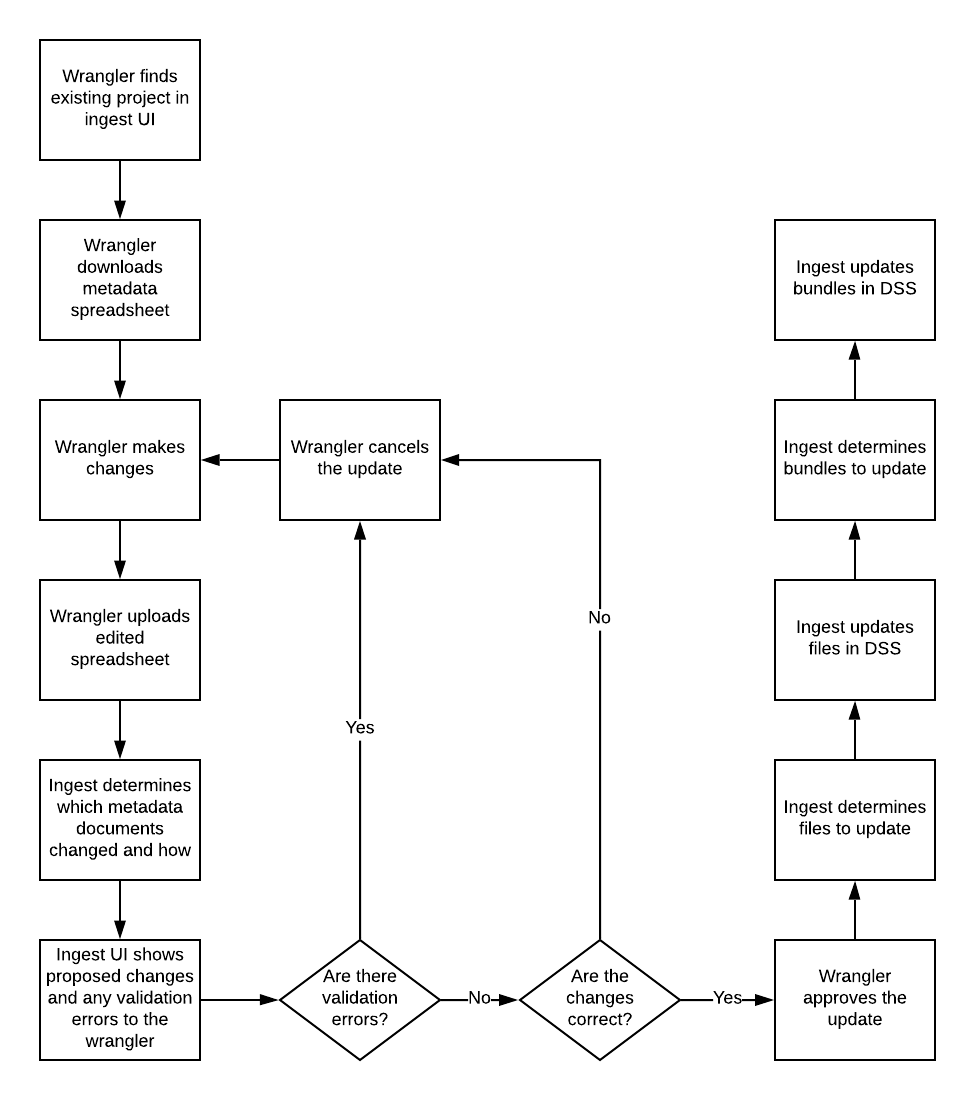 Wrangler finds
existing project in
ingest UI
Wrangler
downloads
metadata
spreadsheet
Wrangler makes
changes
Wrangler uploads
edited
spreadsheet
Ingest determines
which metadata
documents
changed and how
Ingest UI shows
proposed changes
and any validation
errors to the
wrangler
Are there
validation
errors?
Yes
Wrangler cancels
the update
No
Are the
changes
correct?
No
Yes
Wrangler
approves the
update
Ingest determines
files to update
Ingest updates
files in DSS
Ingest determines
bundles to update
Ingest updates
bundles in DSS